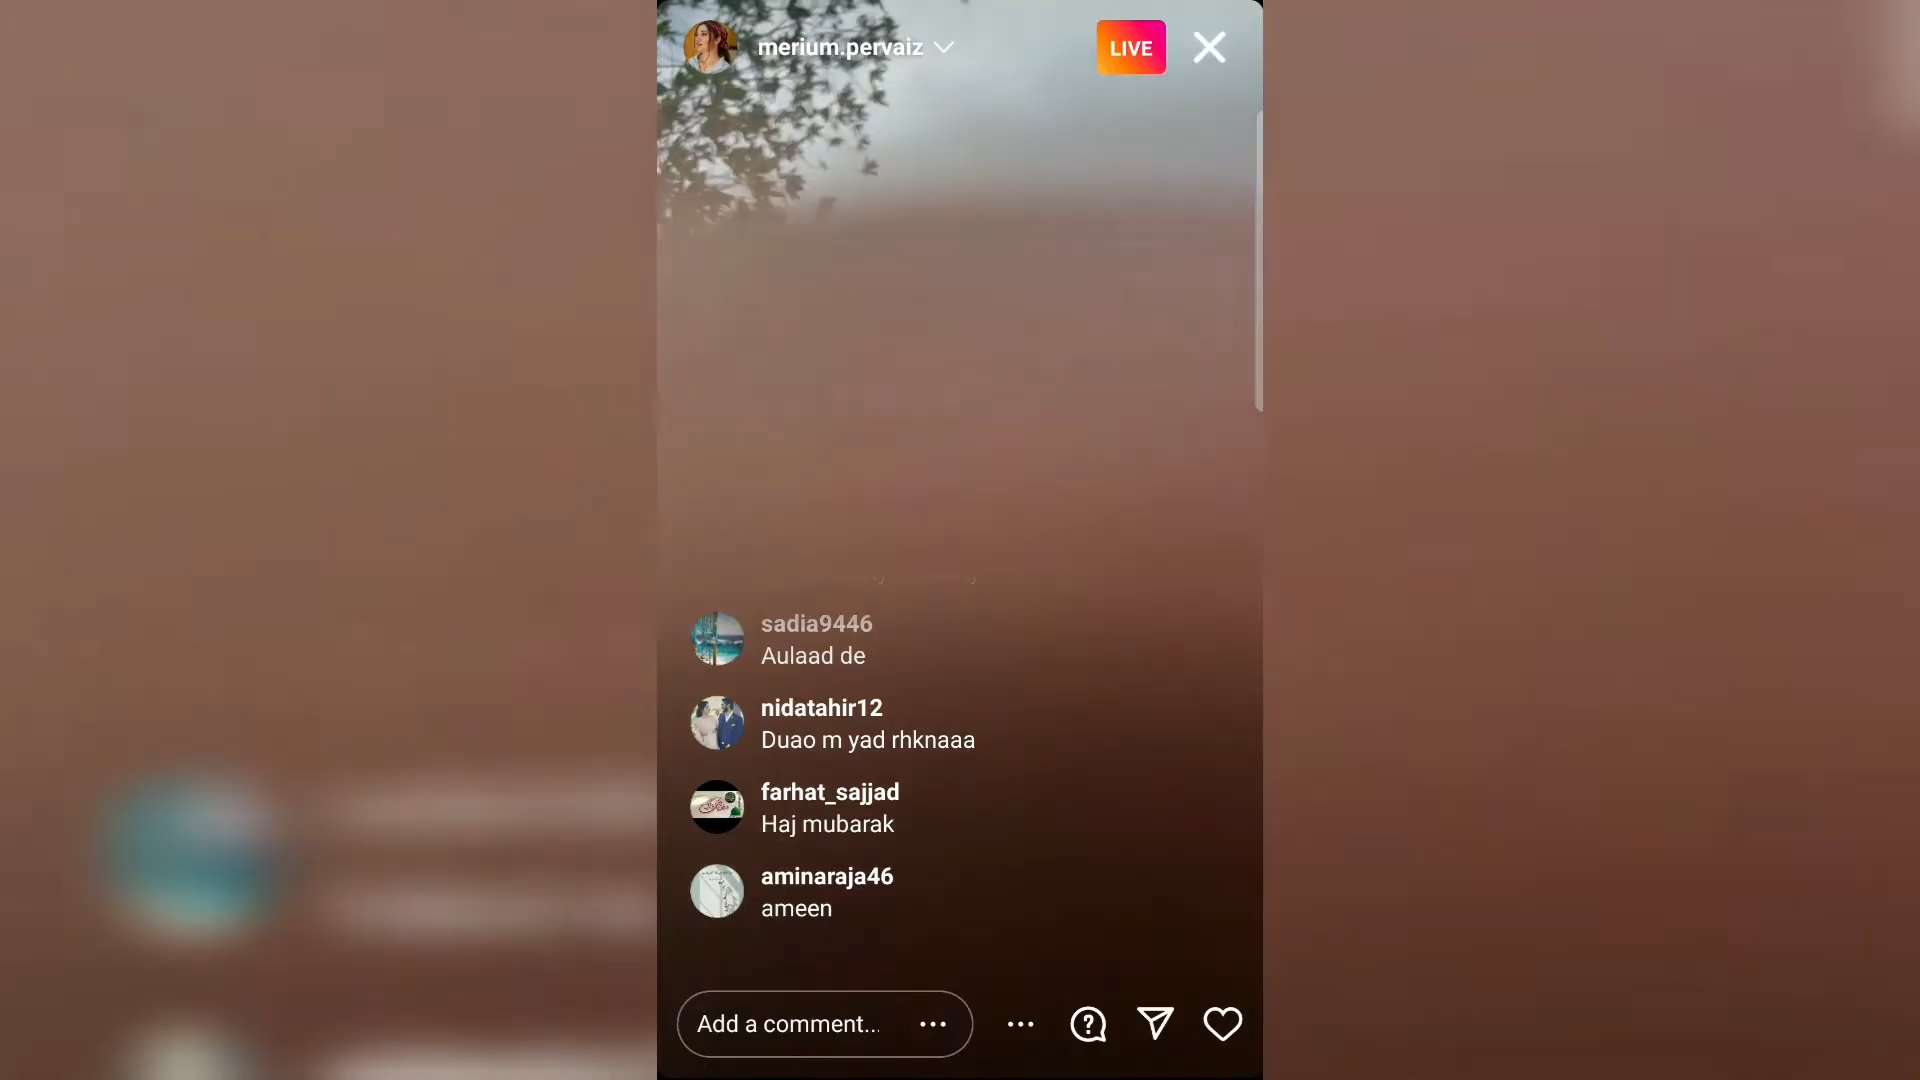 merium.pervaiz
LIVE
sadia9446
Aulaad de
nidatahir12
Duao m yad rhknaaa
farhat_sajjad
Haj mubarak
aminaraja46
ameen
Add a comment...